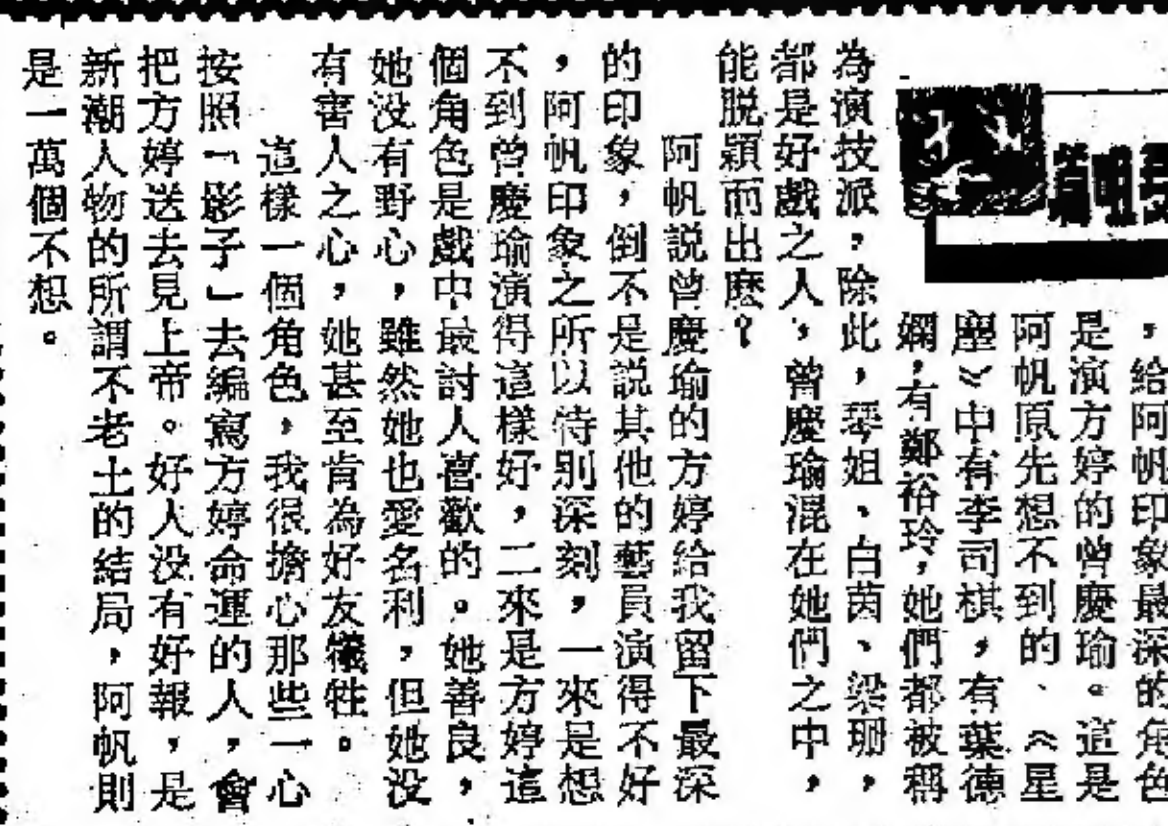 ，給阿帆印象最深的角色
是演方婷的曾慶瑜。這是
阿帆原先想不到的、《星
塵》中有李司棋，有葉德
嫻，有鄭裕玲，她們都被稱
為演技派，除此，琴姐、白茵、梁珊，
都是好戲之人，曾慶瑜混在她們之中，
能脱穎而出麽？
阿帆説曾慶瑜的方婷給我留下最深
的印象，倒不是説其他的藝員演得不好
，阿帆印象之所以特別深刻，一來是想
不到曾慶瑜演得這樣好，二來是方婷這
個角色是戲中最討人喜歡的。她善良，
她没有野心，雖然她也愛名利，但她没
有害人之心，她甚至肯為好友犧牲。
這樣一個角色，我很擔心那些一心
按照「影子」去編寫方婷命運的人，會
把方婷送去見上帝。好人没有好報，是
新潮人物的所謂不老土的結局，阿帆則
是一萬個不想。